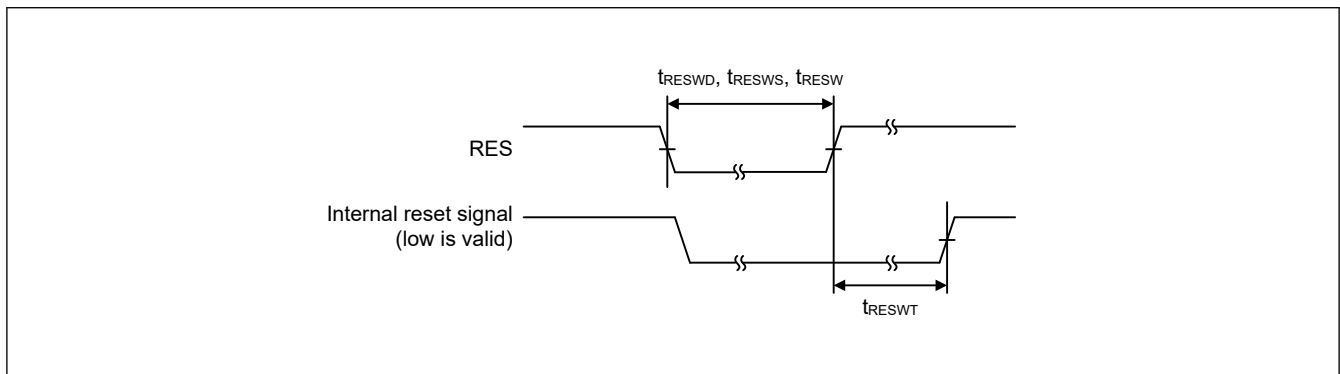 tRESWD, tRESWS, tRESW
RES
Internal reset signal
(low is valid)
tRESWT